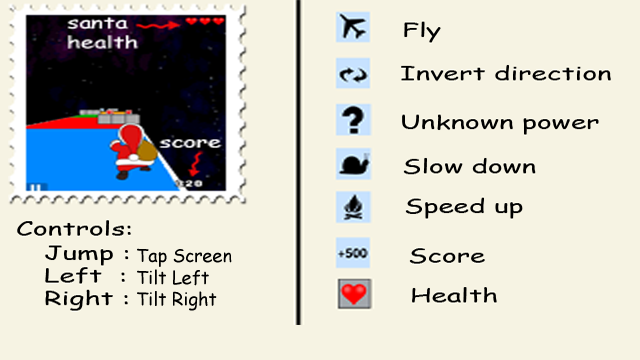 santa
health
score
120
Controls:
Jump : Tap Screen
Left : Tilt Left
Right : Tilt Right
Fly
Invert direction
?
Unknown power
Slow down
Speed up
+500
Score
Health